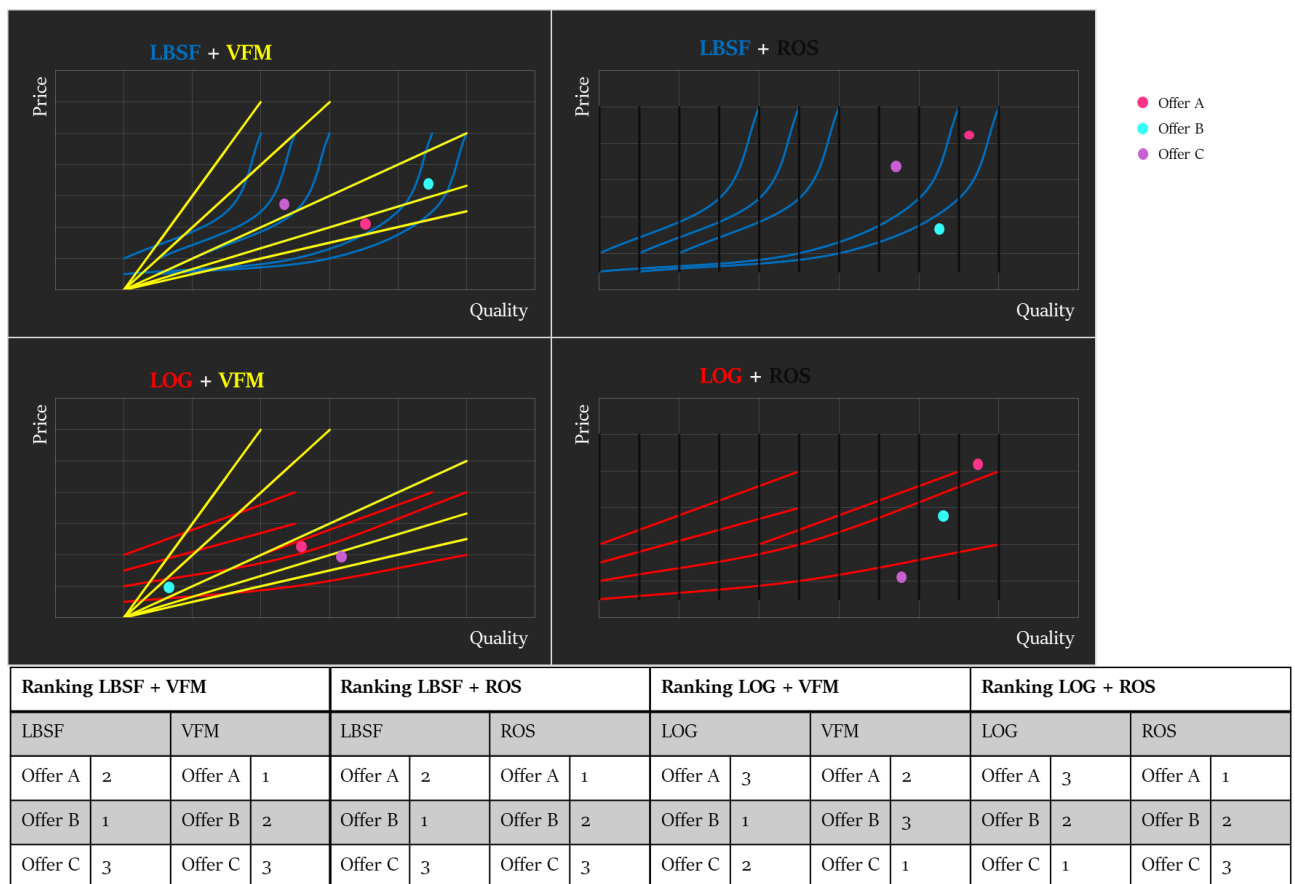 LBSF + VFM
Price
Quality
LBSF + ROS
Price
Quality
Offer A
Offer B
Offer C
LOG + VFM
Price
Quality
LOG + ROS
Price
Quality
Ranking LBSF + VFM Ranking LBSF + ROS Ranking LOG + VFM Ranking LOG + ROS
LBSF VFM LBSF ROS LOG VFM LOG ROS
Offer A 2 Offer A 1 Offer A 2 Offer A 1 Offer A 3 Offer A 2 Offer A 3 Offer A 1
Offer B 1 Offer B 2 Offer B 1 Offer B 2 Offer B 1 Offer B 3 Offer B 2 Offer B 2
Offer C 3 Offer C 3 Offer C 3 Offer C 3 Offer C 2 Offer C 1 Offer C 1 Offer C 3